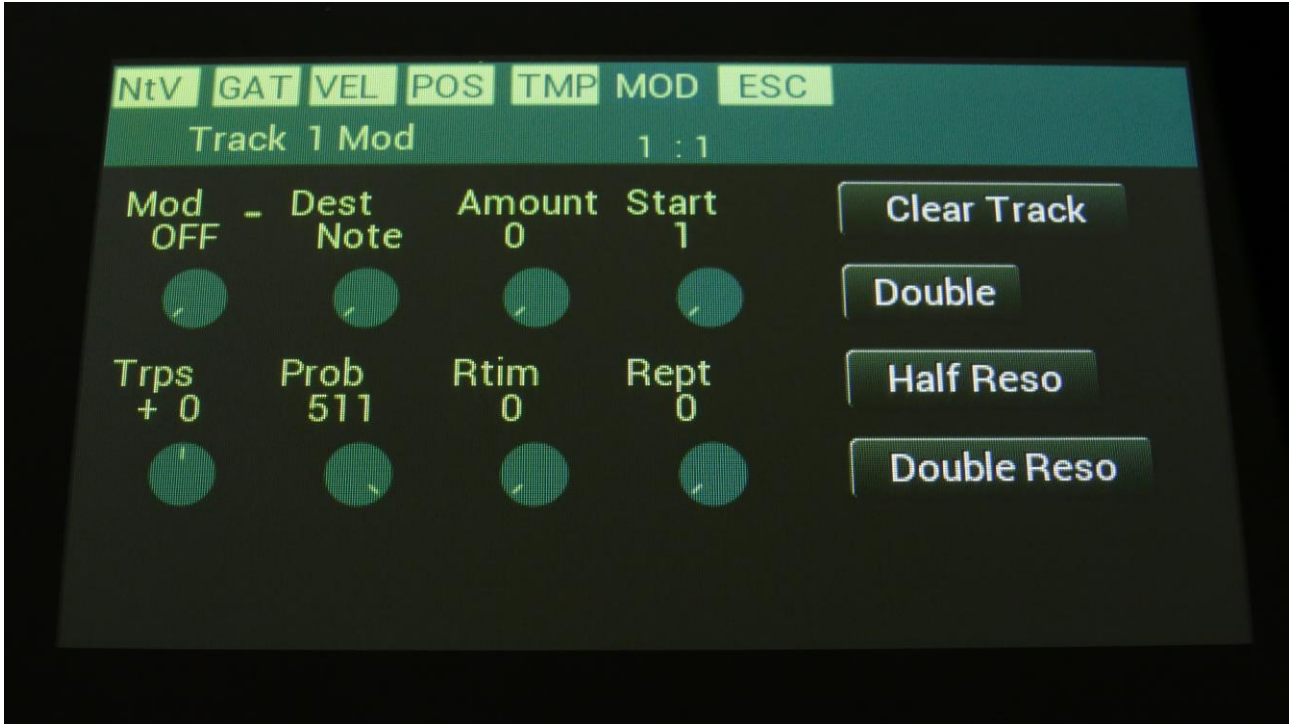 NtV GAT VEL POS TMP MOD ESC
Track 1 Mod 1 : 1
Mod - Dest Amount Start
OFF Note 0 1
Clear Track
Double
Trps Prob Rtim Rept
+ 0 511 0 0
Half Reso
Double Reso